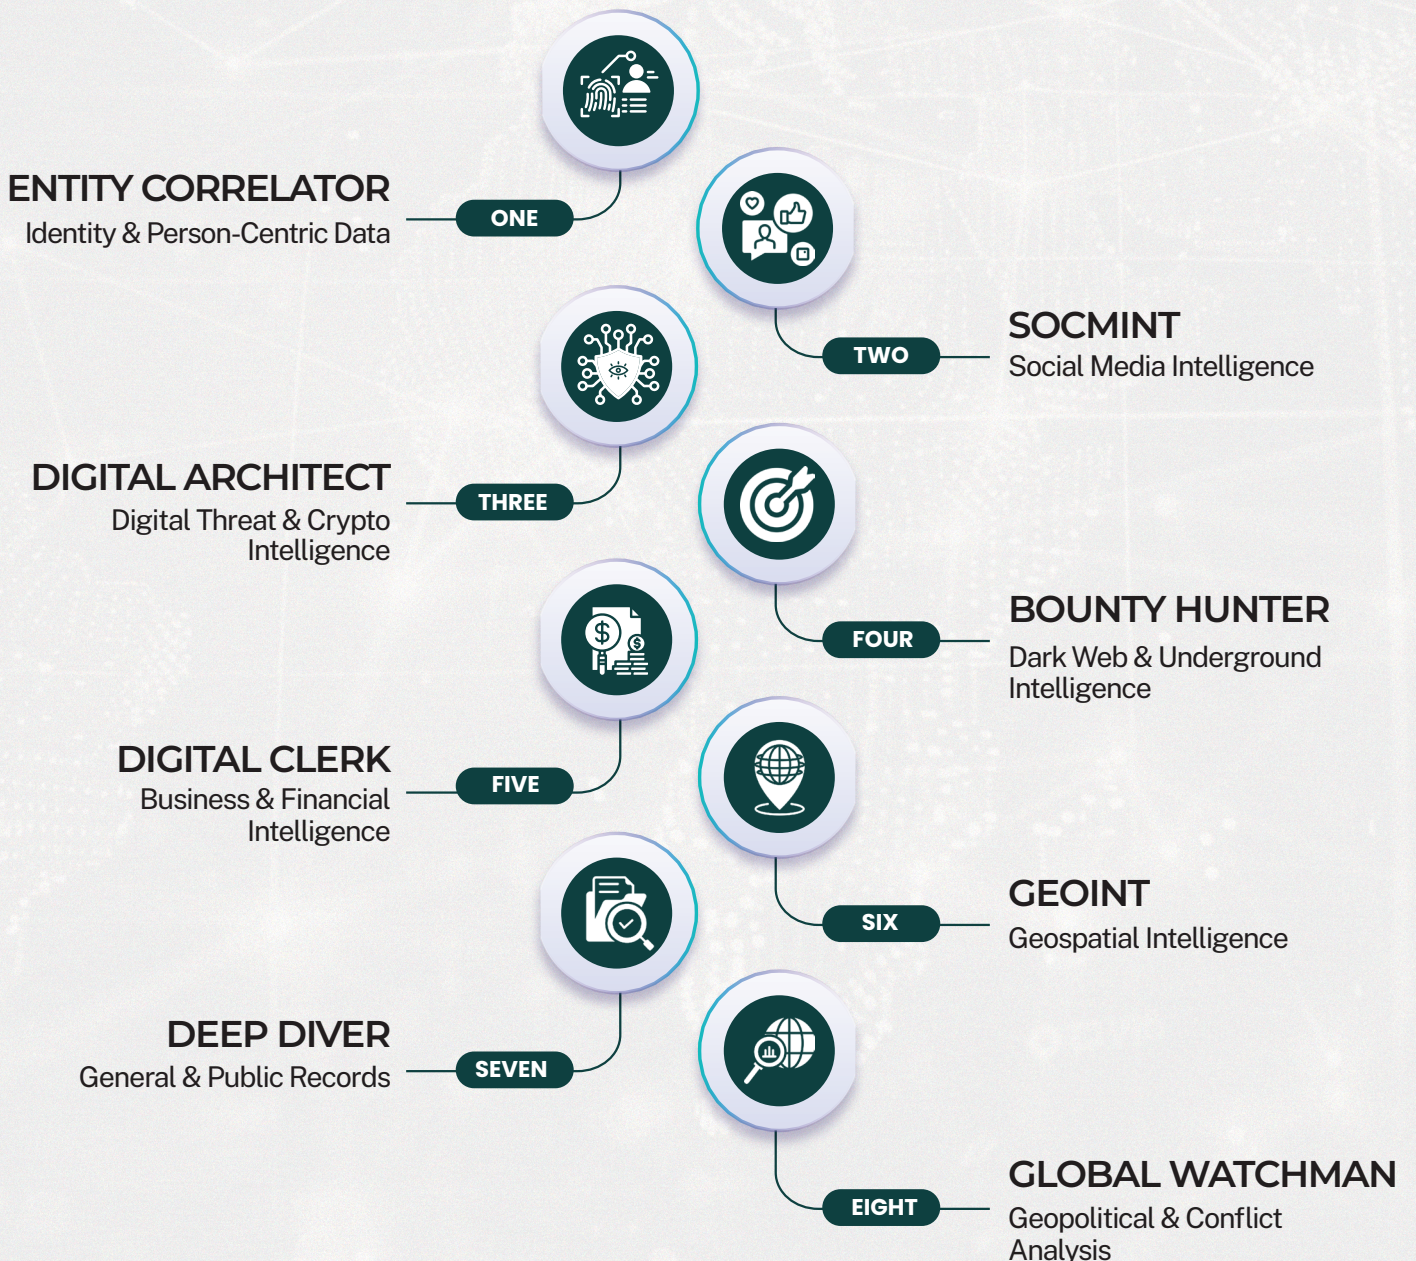 ENTITY CORRELATOR
Identity & Person-Centric Data
ONE
TWO
SOCMINT
Social Media Intelligence
DIGITAL ARCHITECT
Digital Threat & Crypto
Intelligence
THREE
FOUR
BOUNTY HUNTER
Dark Web & Underground
Intelligence
DIGITAL CLERK
Business & Financial
Intelligence
FIVE
SIX
GEOINT
Geospatial Intelligence
DEEP DIVER
General & Public Records
SEVEN
EIGHT
GLOBAL WATCHMAN
Geopolitical & Conflict
Analysis